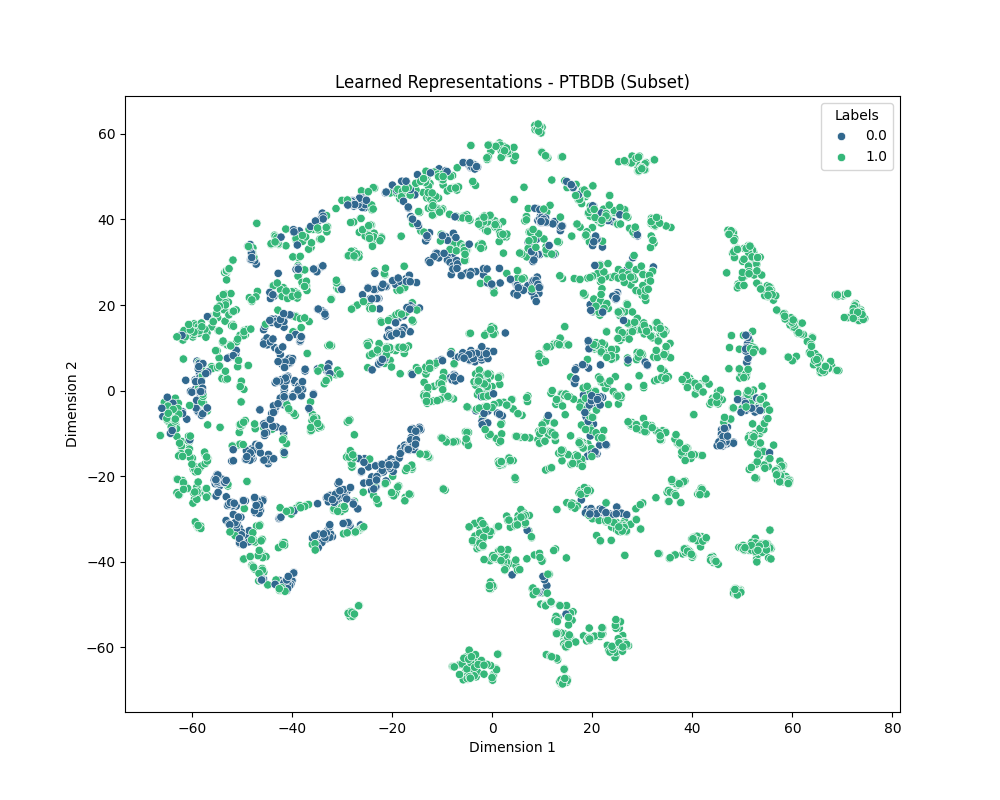 Learned Representations - PTBDB (Subset)
Labels
0.0
1.0
60
40
20
0
−20
−40
−60
Dimension 2
−60 −40 −20 0 20 40 60 80
Dimension 1